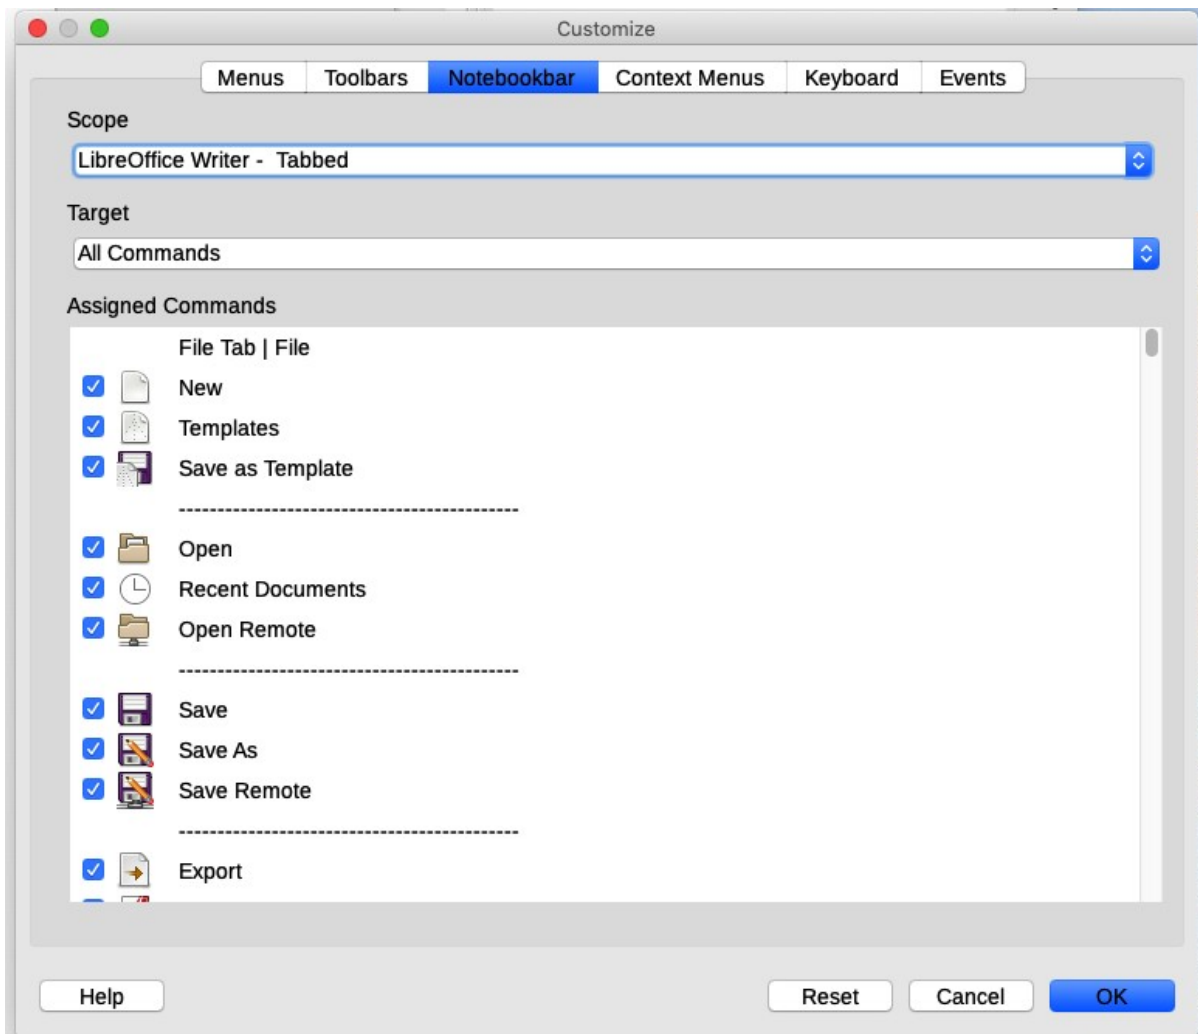 Customize
Menus Toolbars Notebookbar Context Menus Keyboard Events
Scope
LibreOffice Writer -  Tabbed
Target
All Commands
Assigned Commands
File Tab | File
New
Templates
Save as Template
--------------------------------------------
Open
Recent Documents
Open Remote
--------------------------------------------
Save
Save As
Save Remote
--------------------------------------------
Export
Help Reset Cancel OK